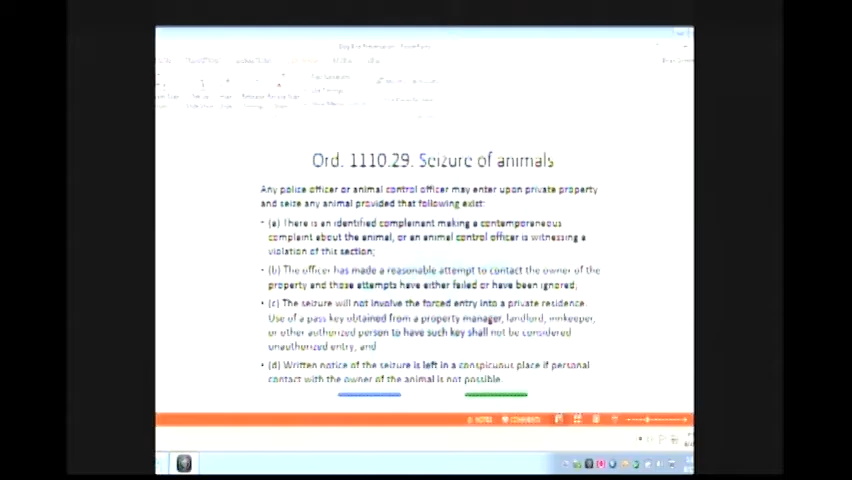 Ord. 1110.29. Seizure of animals
Any police officer or animal control officer may enter upon private property
and seize any animal provided that following exist:
• (a) There is an identified complainant making a contemporaneous
complaint about the animal, or an animal control officer is witnessing a
violation of this section;
• (b) The officer has made a reasonable attempt to contact the owner of the
property and those attempts have either failed or have been ignored;
• (c) The seizure will not involve the forced entry into a private residence.
Use of a pass key obtained from a property manager, landlord, innkeeper,
or other authorized person to have such key shall not be considered
unauthorized entry, and
• (d) Written notice of the seizure is left in a conspicuous place if personal
contact with the owner of the animal is not possible.
NOTES COMMENTS